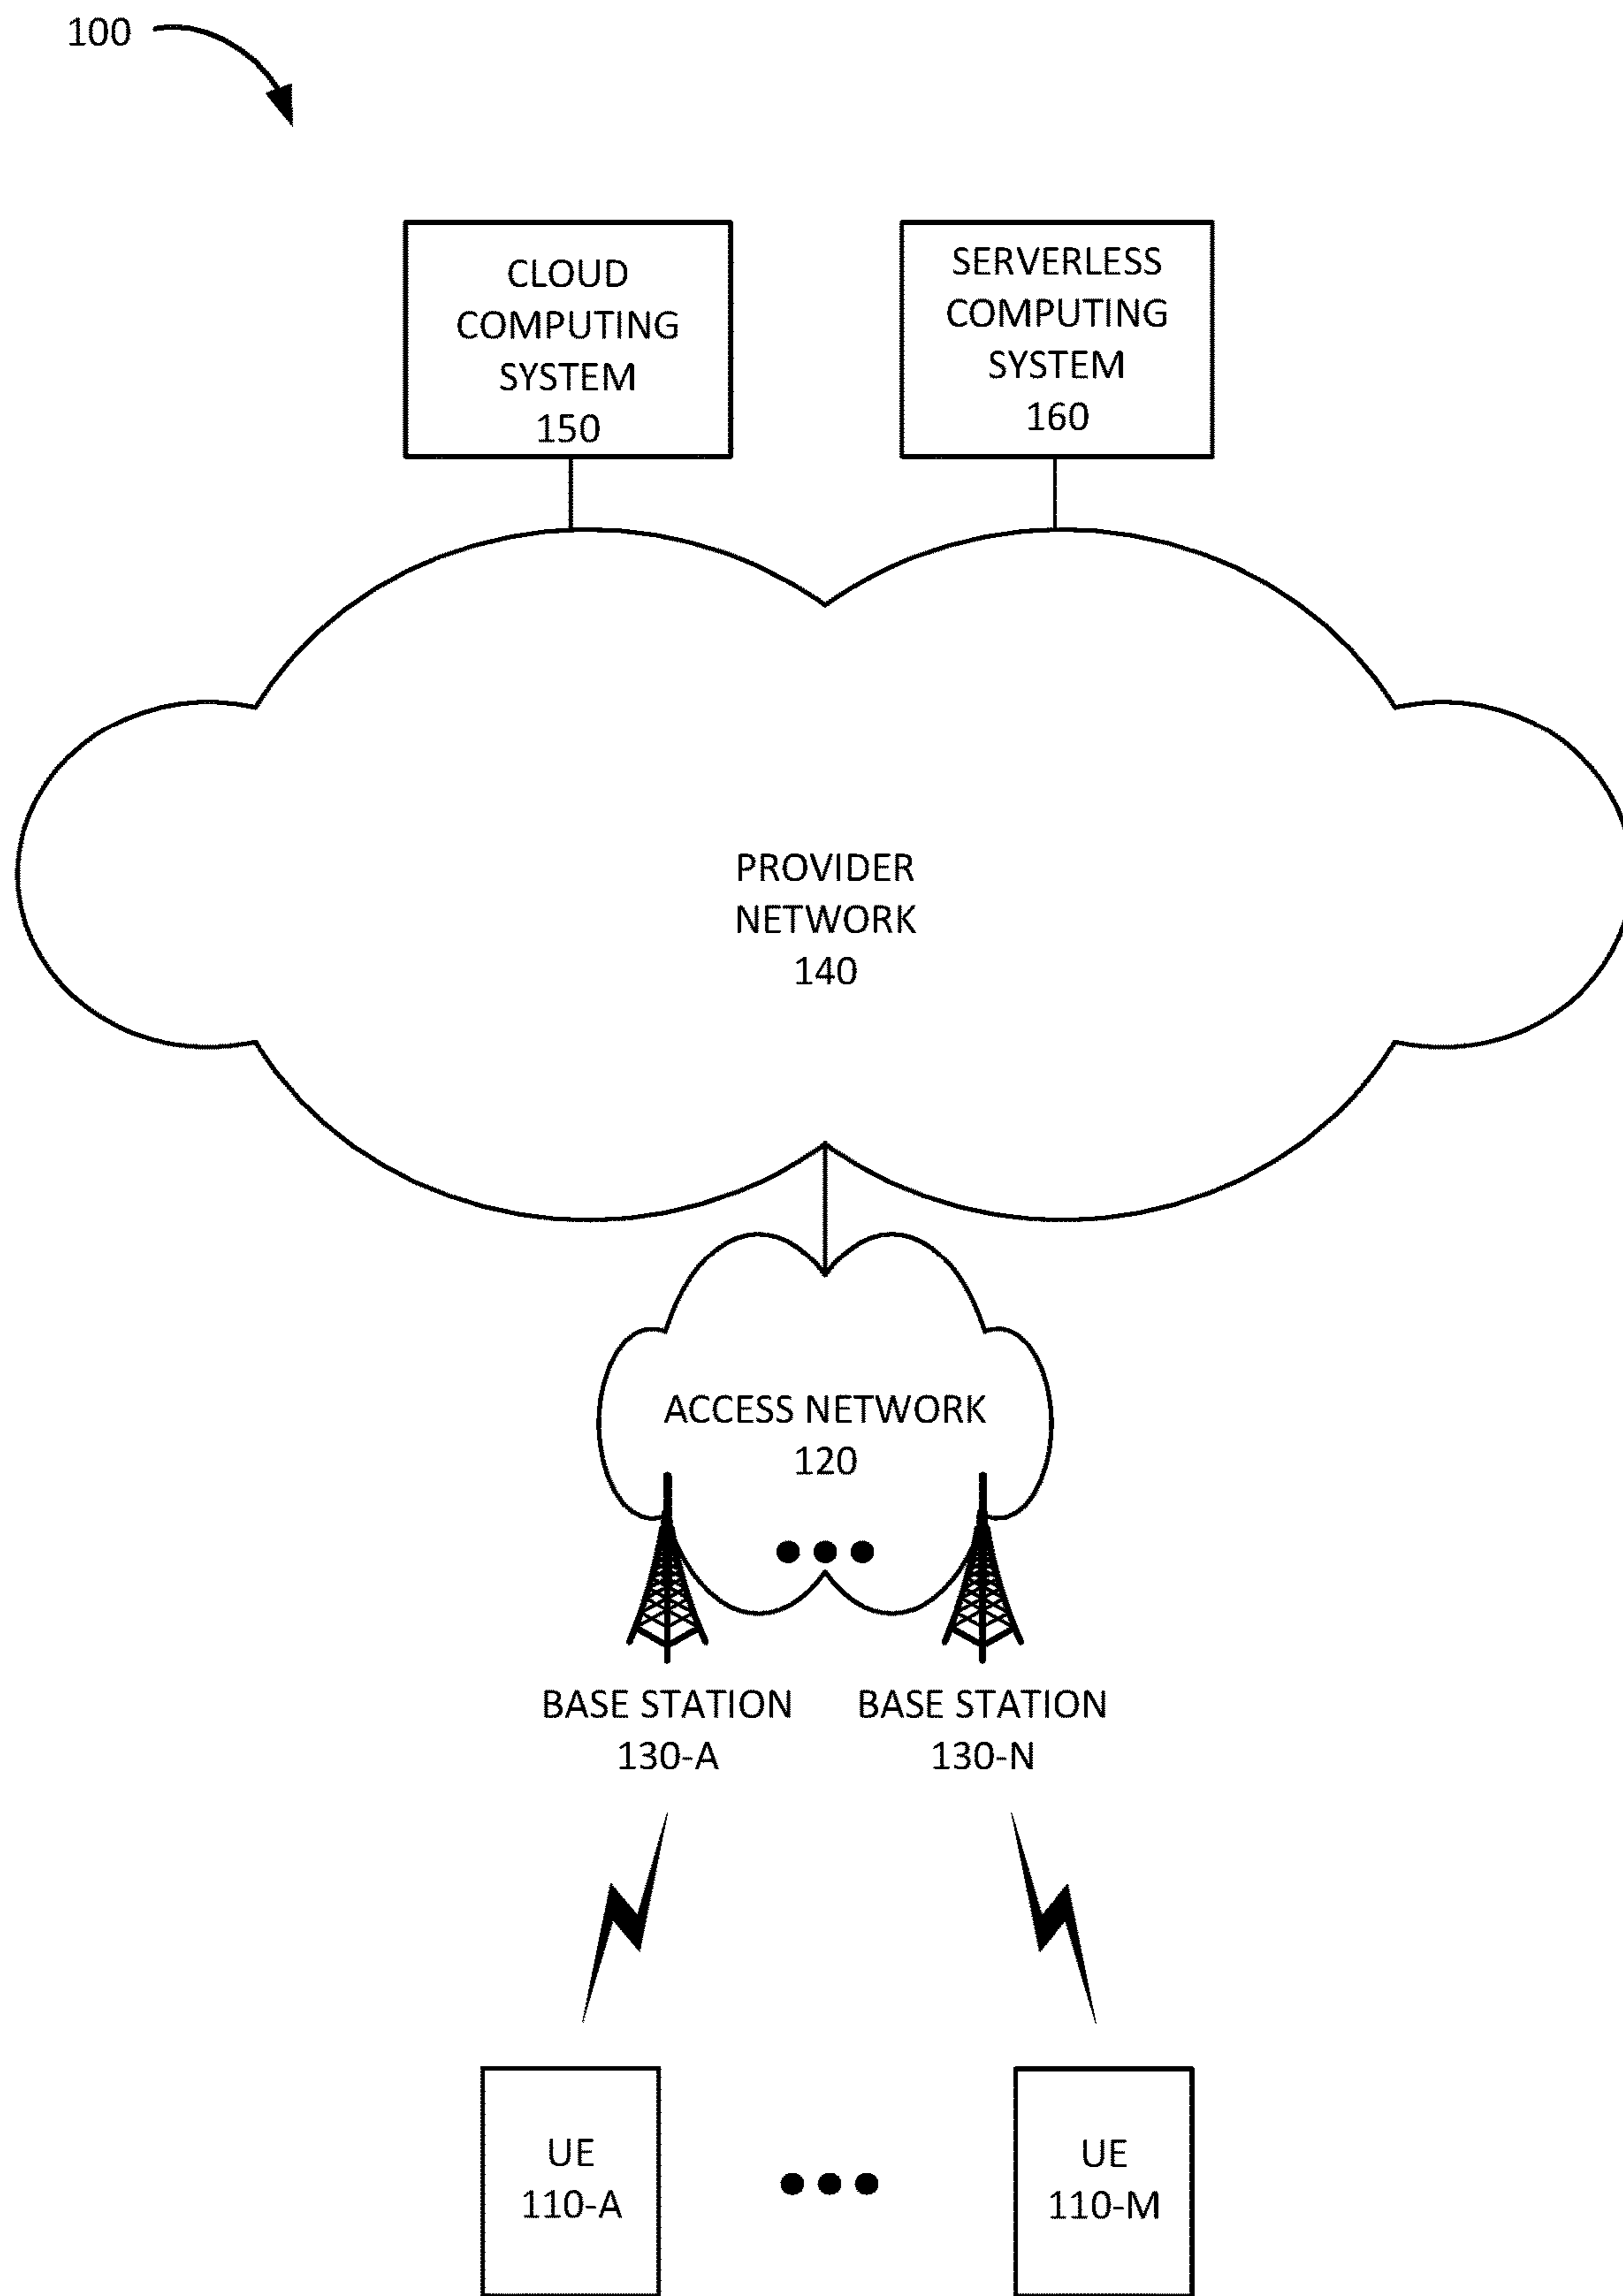 100
CLOUD
COMPUTING
SYSTEM
150
SERVERLESS
COMPUTING
SYSTEM
160
PROVIDER
NETWORK
140
ACCESS NETWORK
120
BASE STATION
130-A
BASE STATION
130-N
UE
110-A
UE
110-M